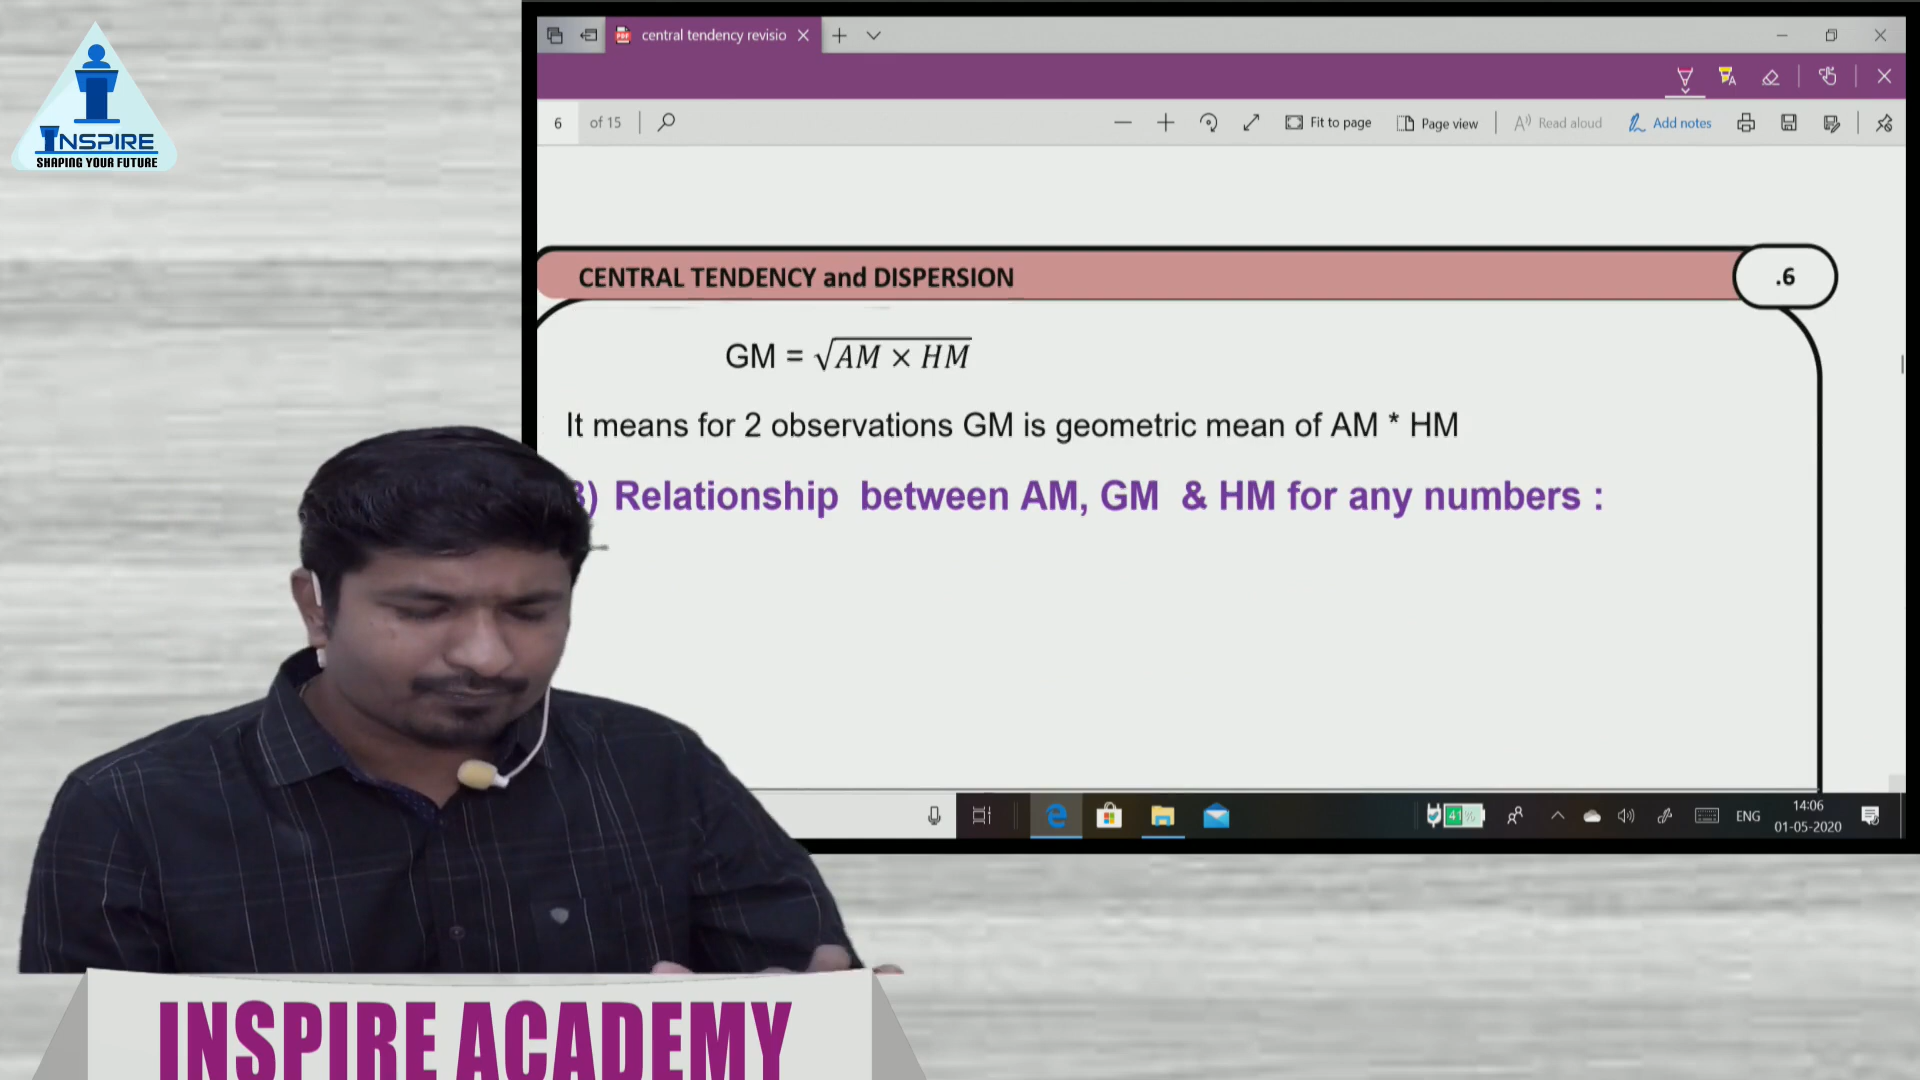 INSPIRE
SHAPING YOUR FUTURE
central tendency revisio
6 of 15
Fit to page
Page view
Read aloud
Add notes
CENTRAL TENDENCY and DISPERSION
.6
GM = √AM × HM
It means for 2 observations GM is geometric mean of AM * HM
3) Relationship between AM, GM & HM for any numbers :
41%
ENG
14:06
01-05-2020
INSPIRE ACADEMY